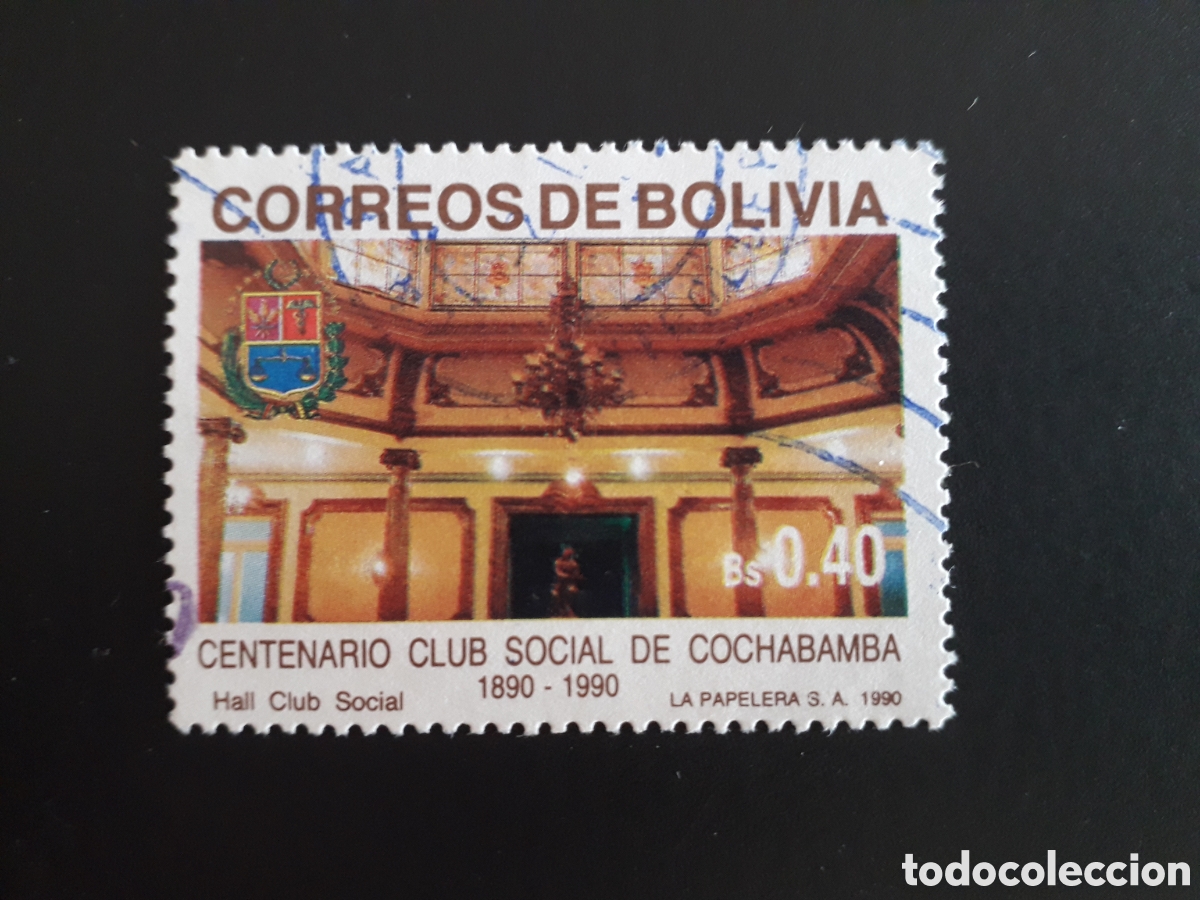 CORREOS DE BOLIVIA
Bs 0.40
CENTENARIO CLUB SOCIAL DE COCHABAMBA
1890 - 1990
Hall Club Social
LA PAPELERA S. A. 1990
todocoleccion